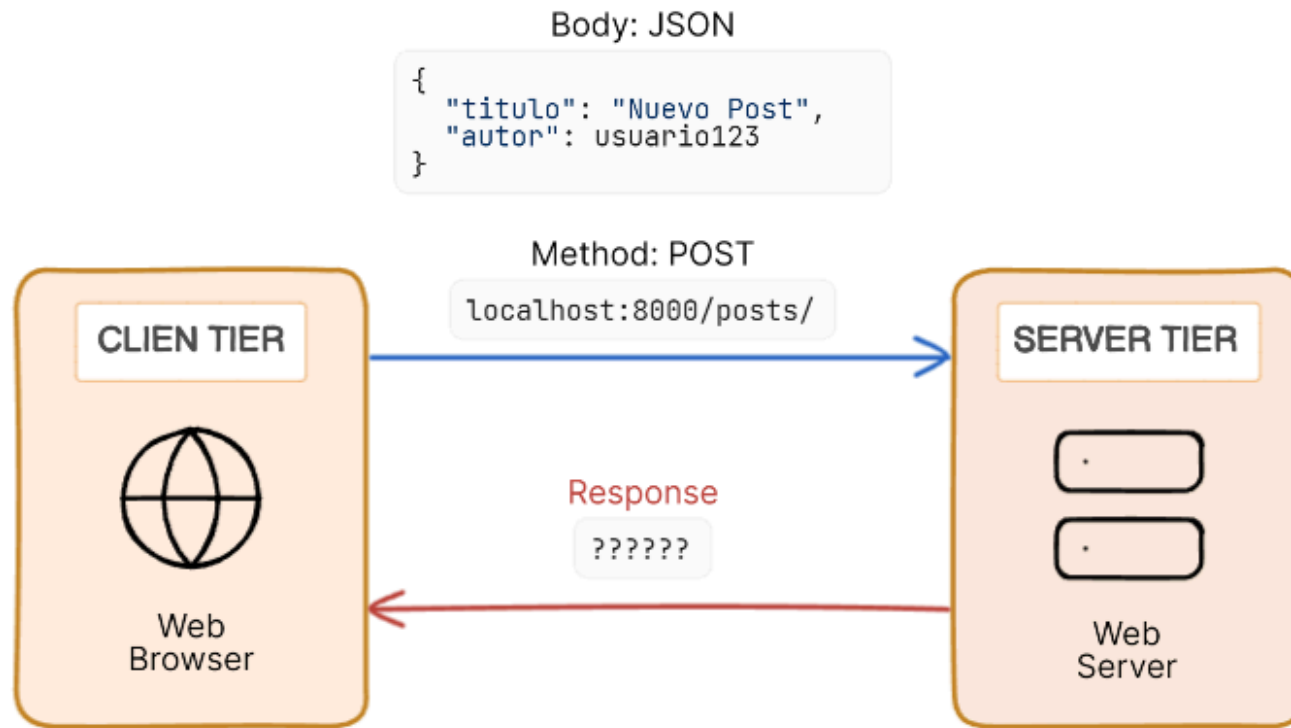 Body: JSON
{
"titulo": "Nuevo Post",
"autor": usuario123
}
Method: POST
localhost:8000/posts/
CLIEN TIER
SERVER TIER
Response
??????
Web
Browser
Web
Server